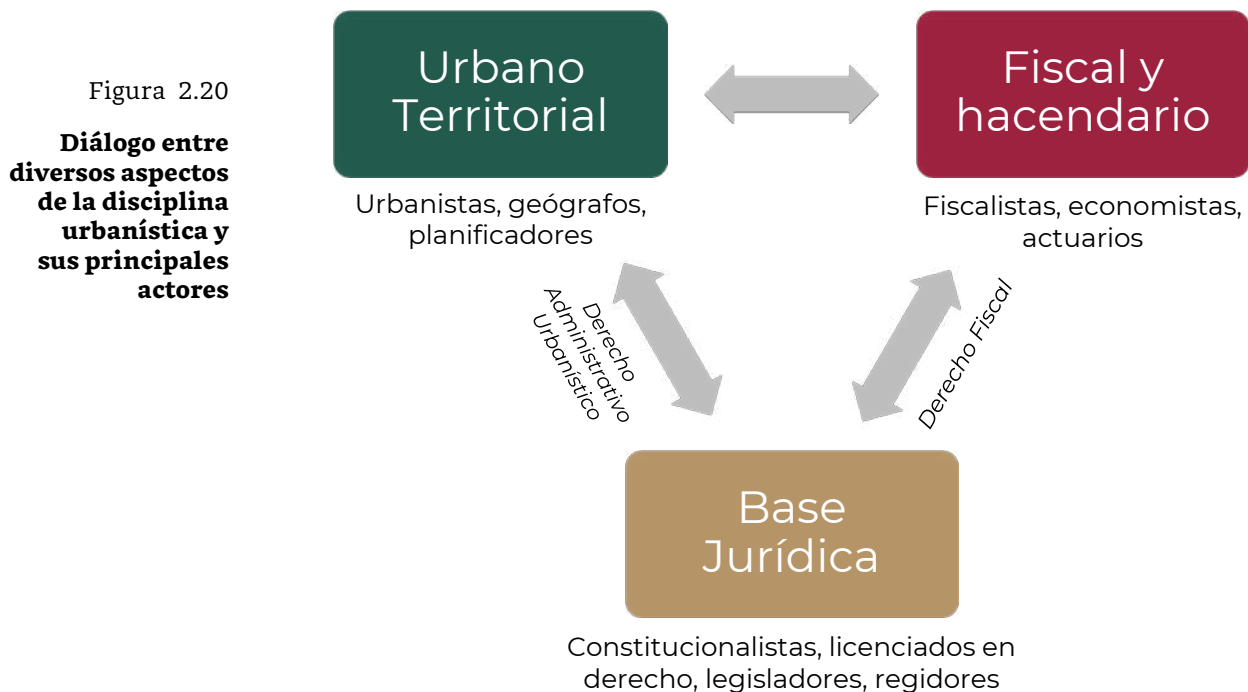 Figura 2.20
Diálogo entre
diversos aspectos
de la disciplina
urbanística y
sus principales
actores
Urbano
Territorial
Urbanistas, geógrafos,
planificadores
Fiscal y
hacendario
Fiscalistas, economistas,
actuarios
Derecho
Administrativo
Urbanístico
Derecho Fiscal
Base
Jurídica
Constitucionalistas, licenciados en
derecho, legisladores, regidores